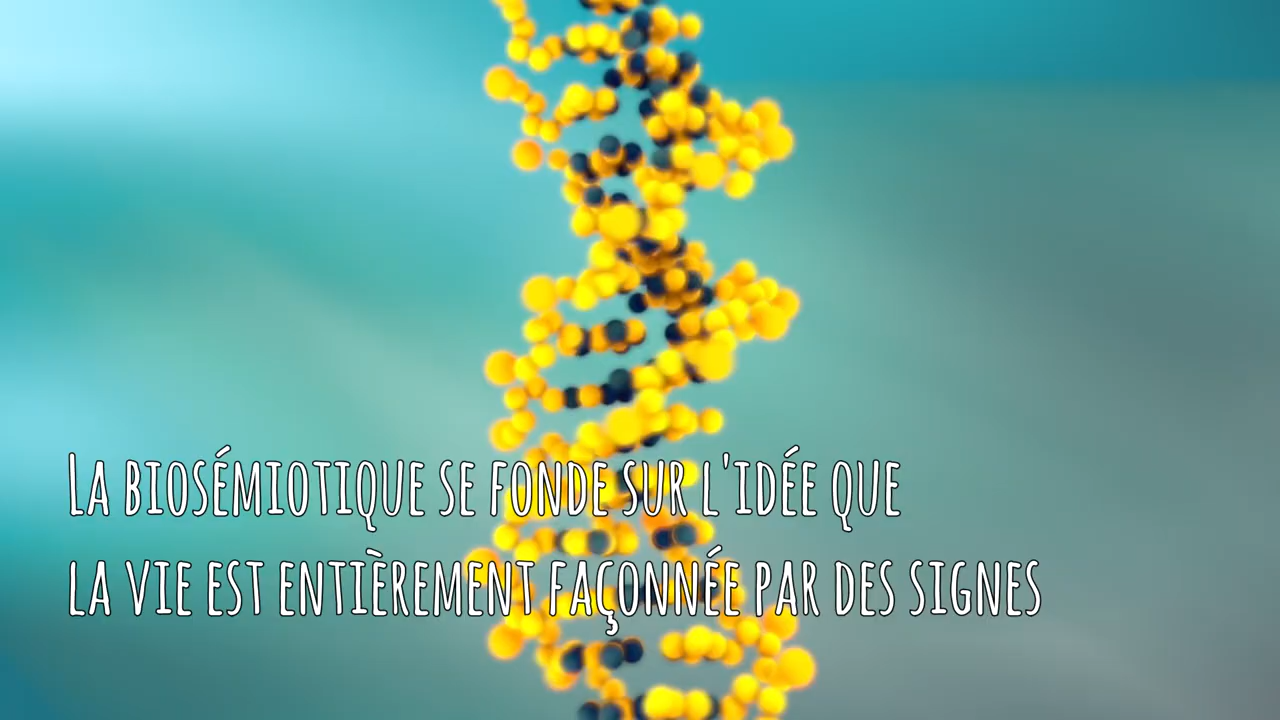 La biosémiotique se fonde sur l'idée que
la vie est entièrement façonnée par des signes